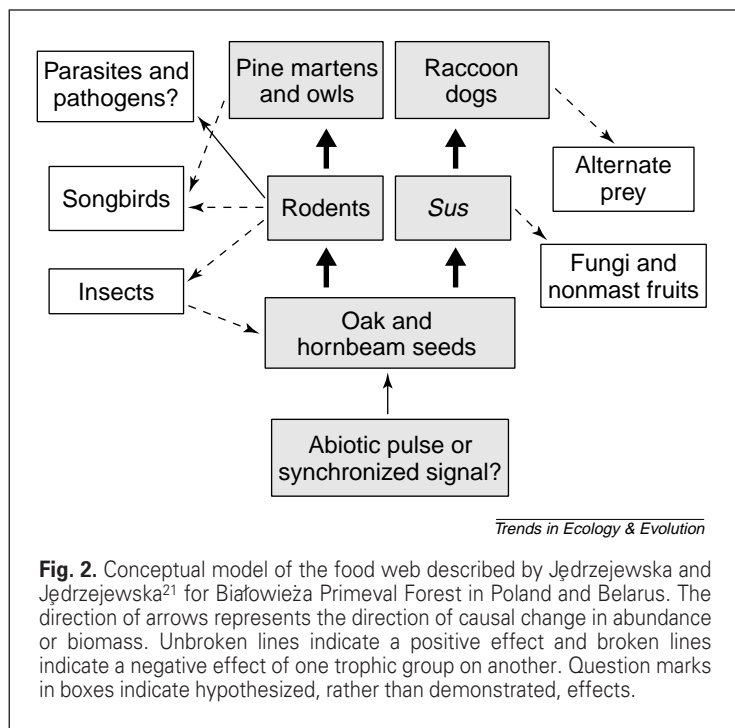 Parasites and
pathogens?
Pine martens
and owls
Raccoon
dogs
Alternate
prey
Songbirds
Rodents
Sus
Insects
Fungi and
nonmast fruits
Oak and
hornbeam seeds
Abiotic pulse or
synchronized signal?
Trends in Ecology & Evolution
Fig. 2. Conceptual model of the food web described by Jędrzejewska and
Jędrzejewska21 for Białowieża Primeval Forest in Poland and Belarus. The
direction of arrows represents the direction of causal change in abundance
or biomass. Unbroken lines indicate a positive effect and broken lines
indicate a negative effect of one trophic group on another. Question marks
in boxes indicate hypothesized, rather than demonstrated, effects.